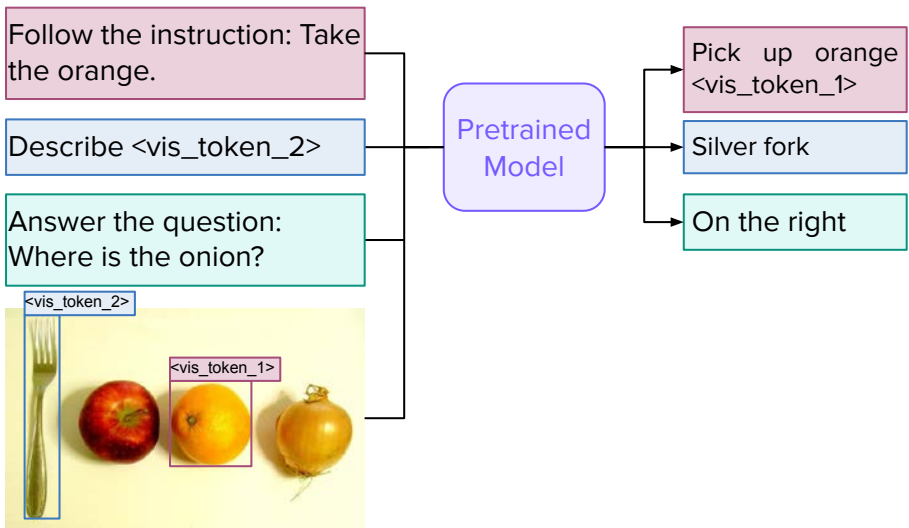 Follow the instruction: Take
the orange.
Describe <vis_token_2>
Answer the question:
Where is the onion?
<vis_token_2>
<vis_token_1>
Pretrained
Model
Pick up orange
<vis_token_1>
Silver fork
On the right